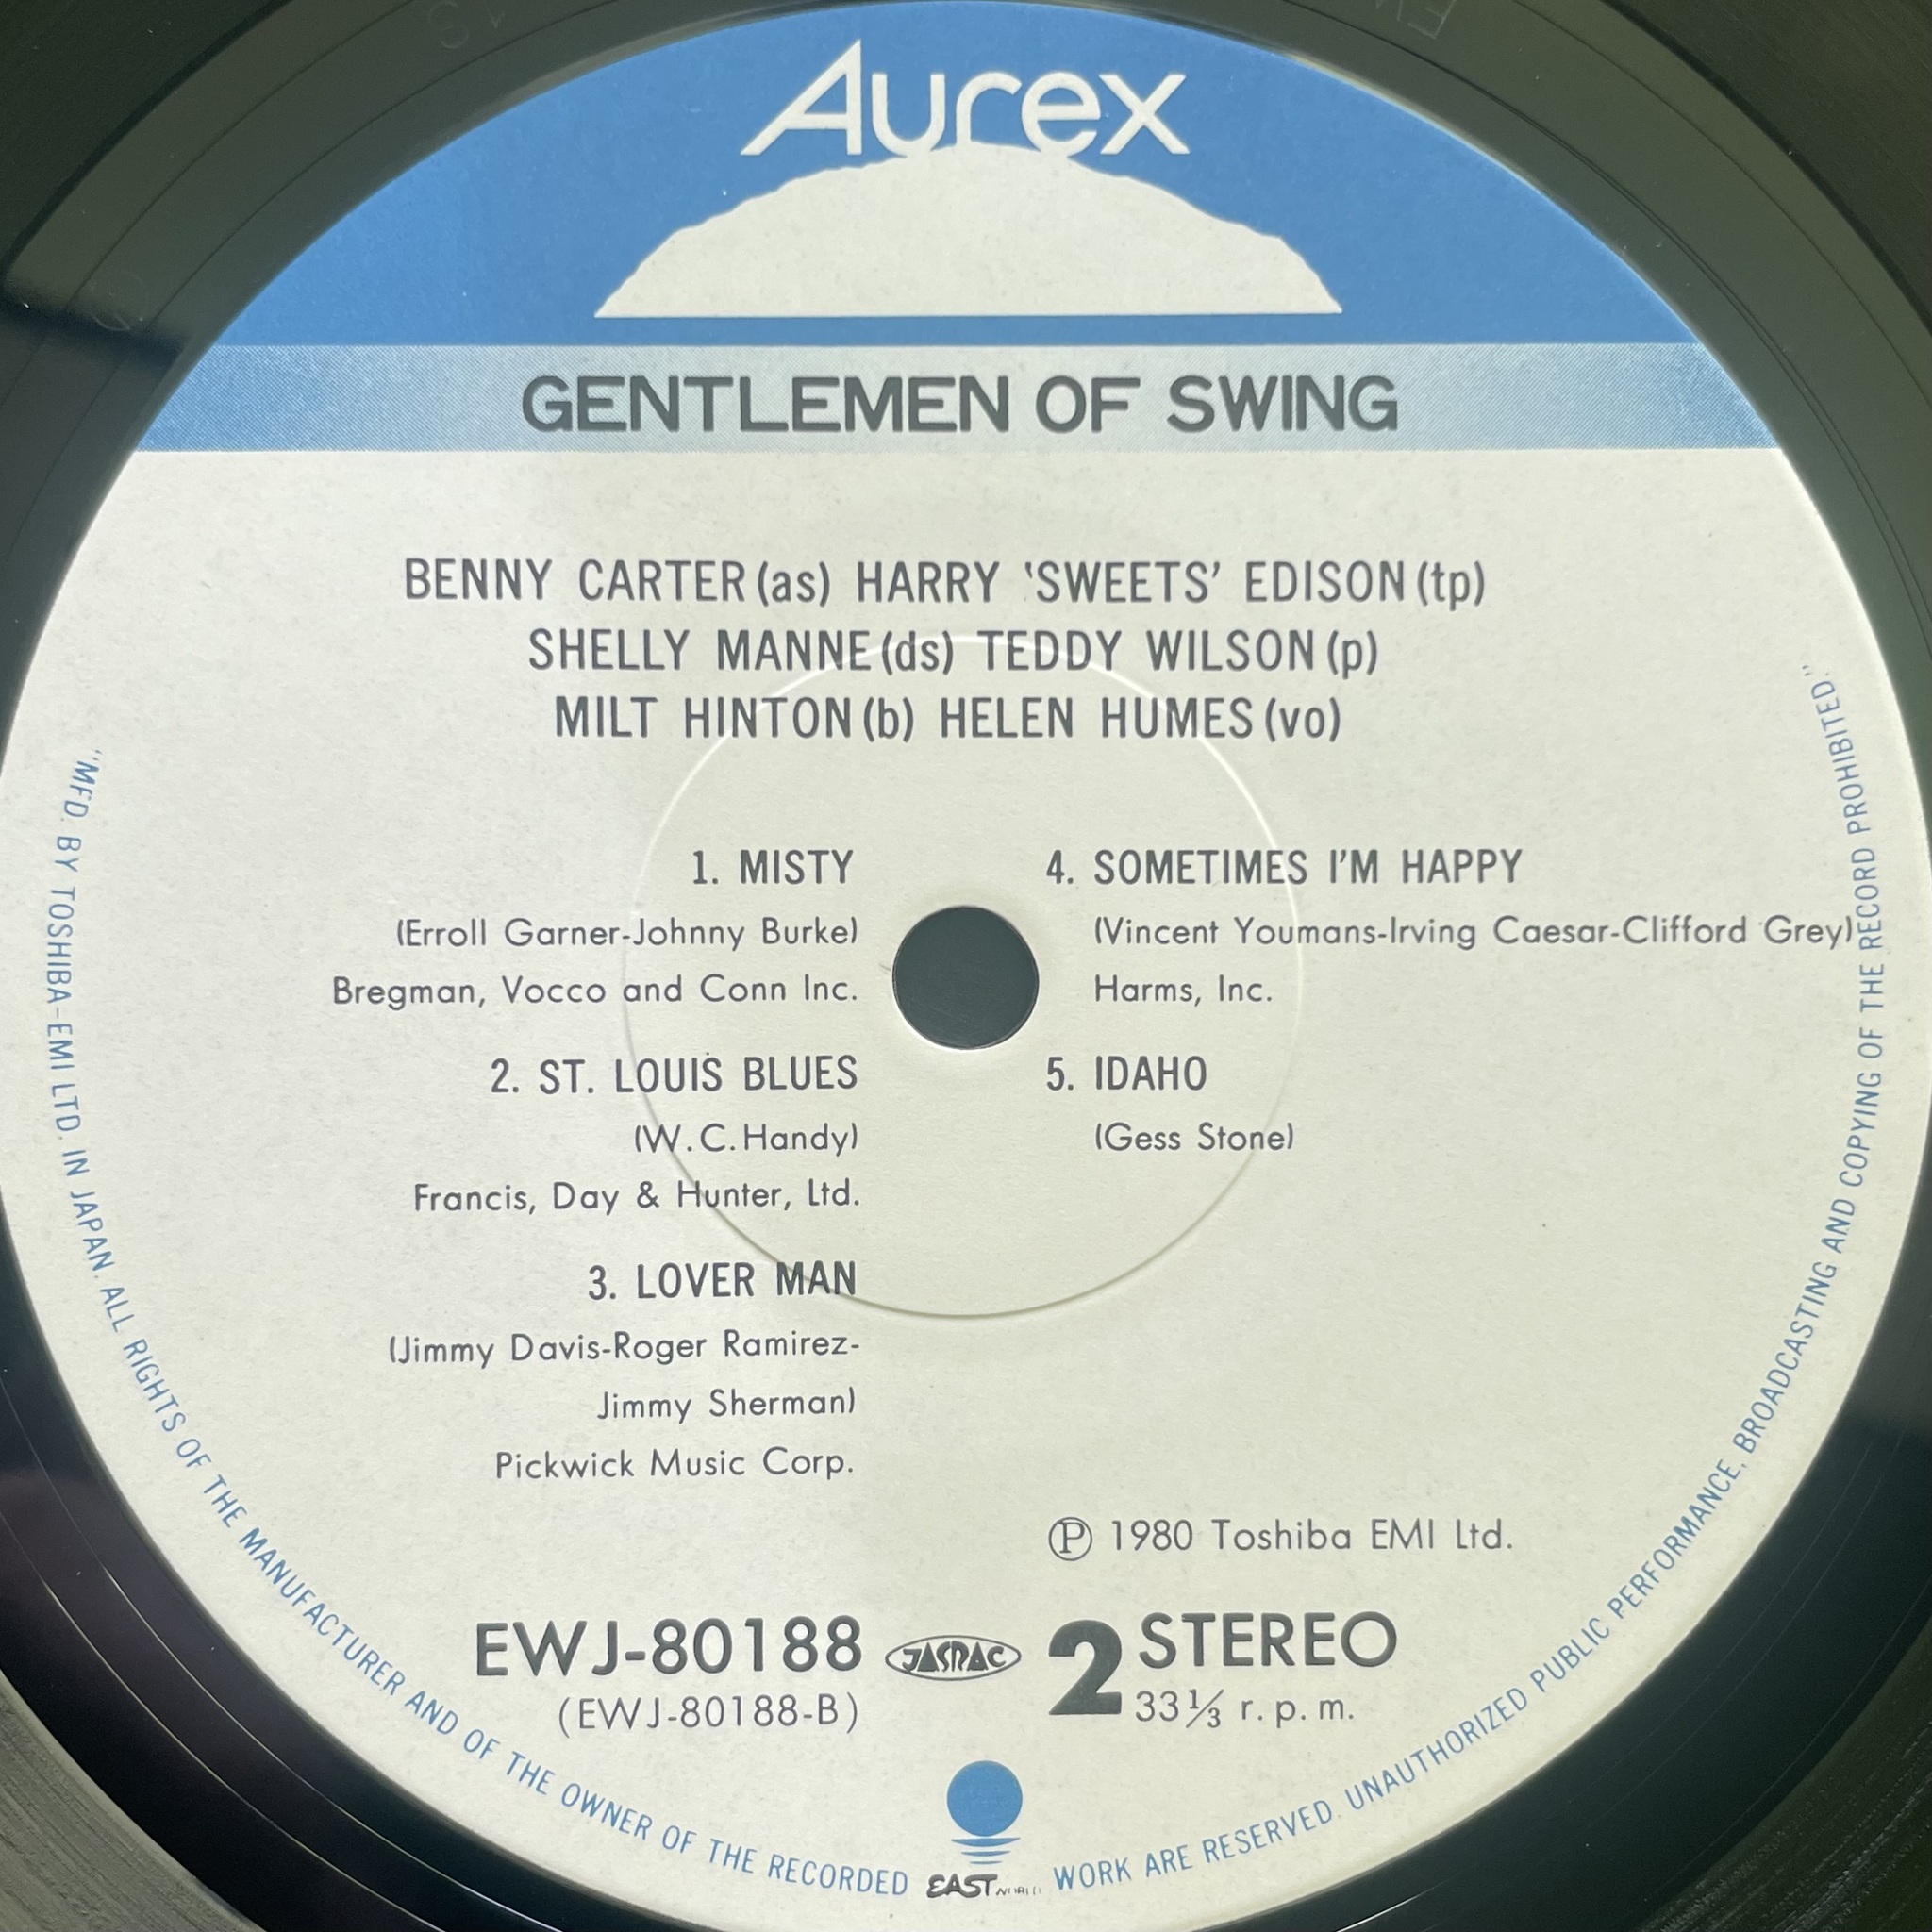 Aurex
GENTLEMEN OF SWING
BENNY CARTER (as) HARRY 'SWEETS' EDISON (tp)
SHELLY MANNE (ds) TEDDY WILSON (p)
MILT HINTON (b) HELEN HUMES (vo)
1. MISTY
(Erroll Garner-Johnny Burke)
Bregman, Vocco and Conn Inc.
2. ST. LOUIS BLUES
(W.C.Handy)
Francis, Day & Hunter, Ltd.
3. LOVER MAN
(Jimmy Davis-Roger Ramirez-
Jimmy Sherman)
Pickwick Music Corp.
4. SOMETIMES I'M HAPPY
(Vincent Youmans-Irving Caesar-Clifford Grey)
Harms, Inc.
5. IDAHO
(Gess Stone)
Ⓟ 1980 Toshiba EMI Ltd.
EWJ-80188
(EWJ-80188-B)
JASRAC
2 STEREO
33⅓ r.p.m.
"MFD. BY TOSHIBA-EMI LTD. IN JAPAN. ALL RIGHTS OF THE MANUFACTURER AND OF THE OWNER OF THE RECORDED WORK ARE RESERVED. UNAUTHORIZED PUBLIC PERFORMANCE, BROADCASTING AND COPYING OF THE RECORD PROHIBITED."
EAST WORLD